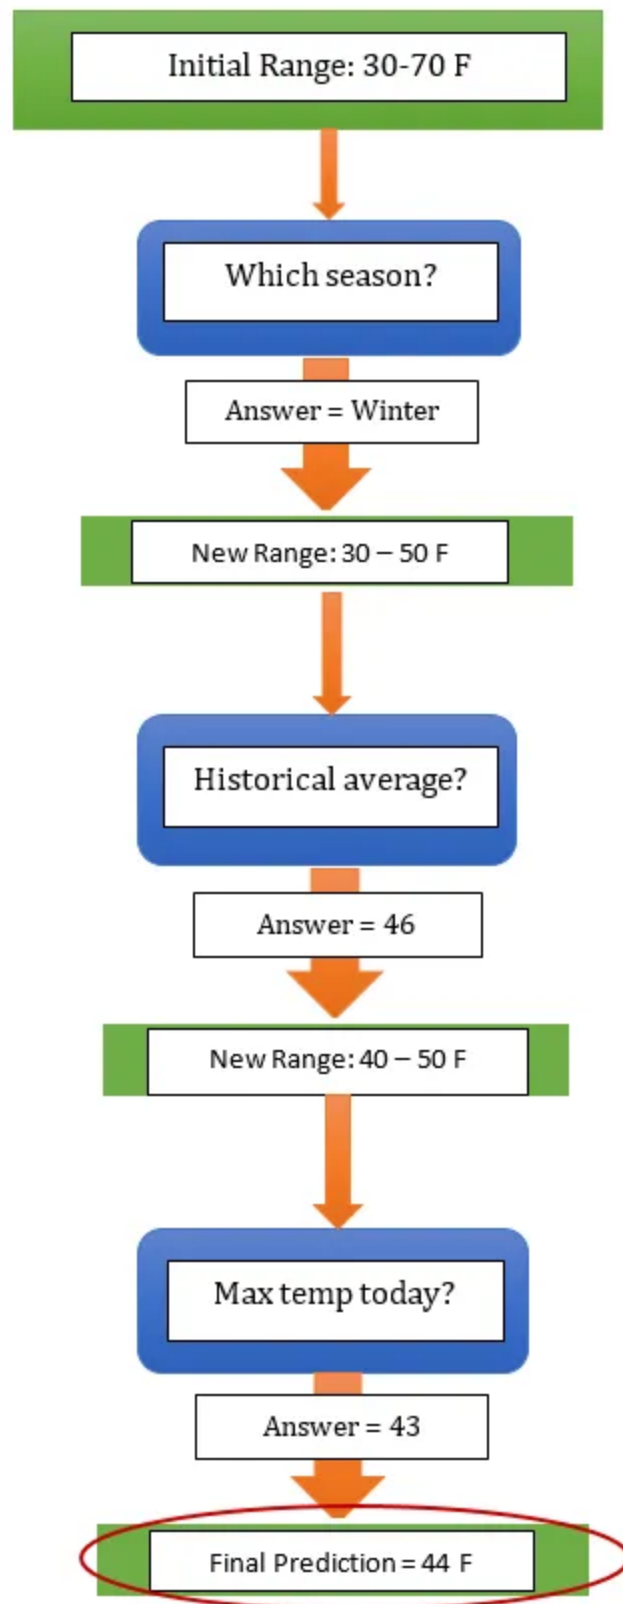 Initial Range: 30-70 F
Which season?
Answer = Winter
New Range: 30 – 50 F
Historical average?
Answer = 46
New Range: 40 – 50 F
Max temp today?
Answer = 43
Final Prediction = 44 F